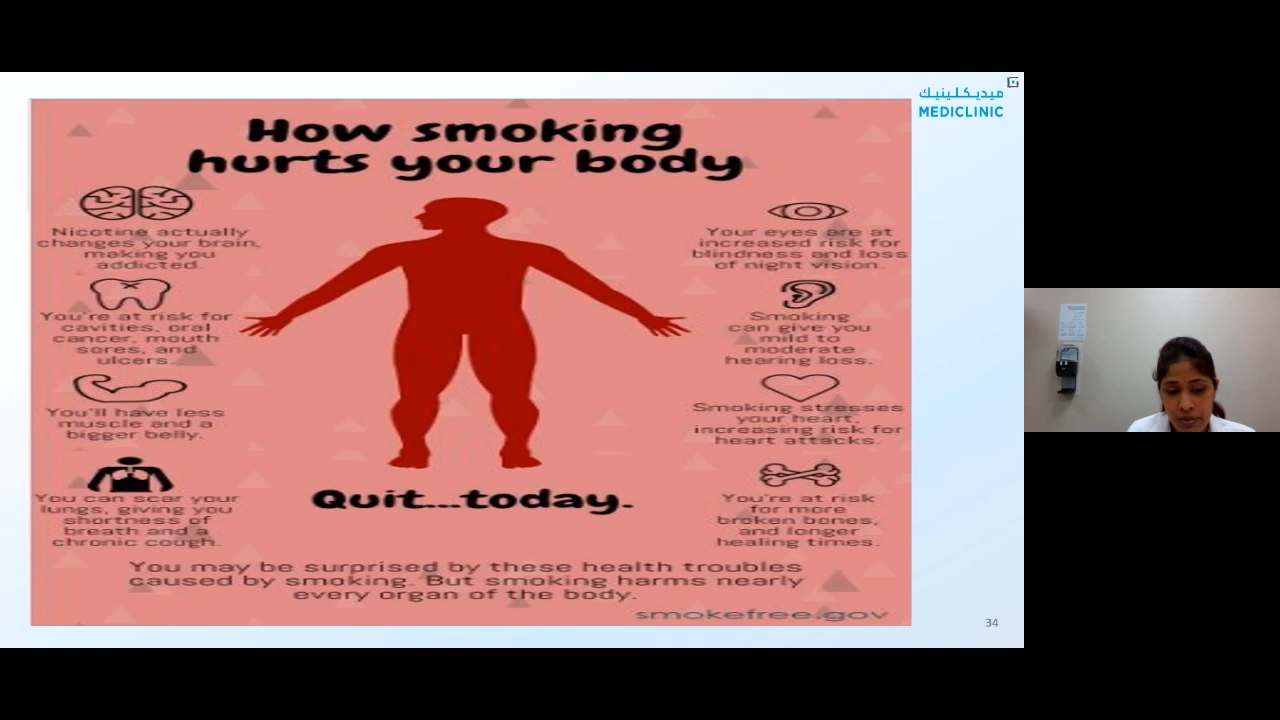 ميديكلينيك
MEDICLINIC
How smoking
hurts your body
Nicotine actually
changes your brain,
making you
addicted.
You're at risk for
cavities, oral
cancer, mouth
sores, and
ulcers.
You'll have less
muscle and a
bigger belly.
You can scar your
lungs, giving you
shortness of
breath and a
chronic cough.
Your eyes are at
increased risk for
blindness and loss
of night vision.
Smoking
can give you
mild to
moderate
hearing loss.
Smoking stresses
your heart,
increasing risk for
heart attacks.
You're at risk
for more
broken bones,
and longer
healing times.
Quit...today.
You may be surprised by these health troubles
caused by smoking. But smoking harms nearly
every organ of the body.
smokefree.gov
34